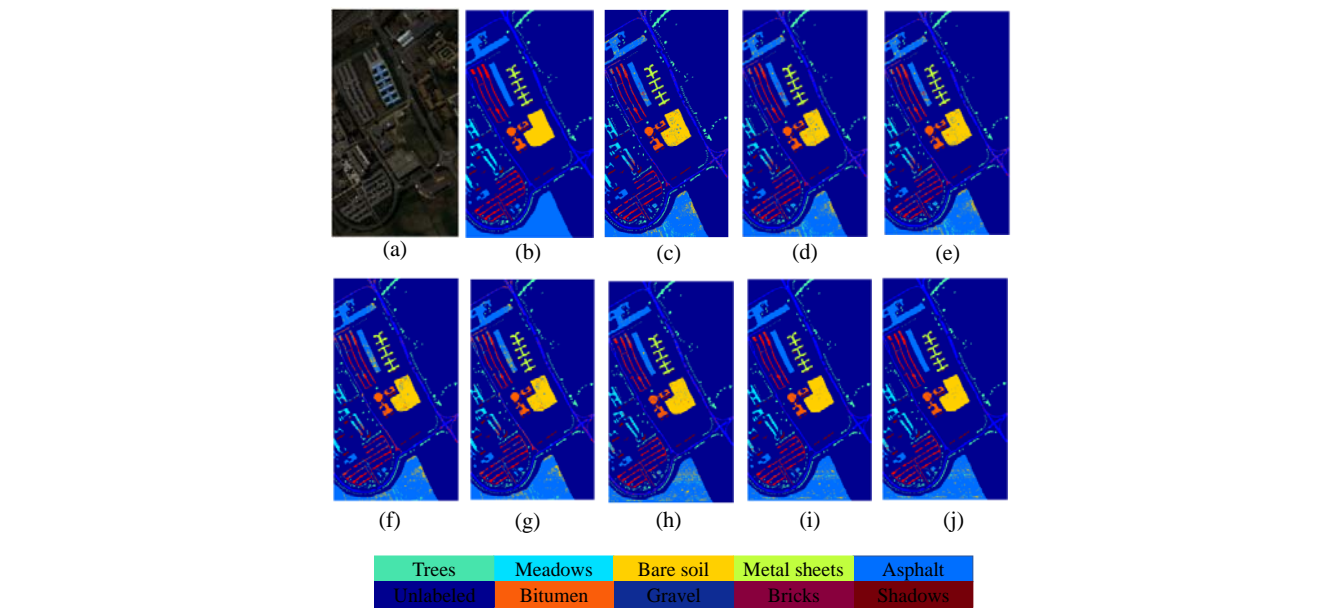 (a) (b) (c) (d) (e)
(f) (g) (h) (i) (j)
Trees Meadows Bare soil Metal sheets Asphalt
Unlabeled Bitumen Gravel Bricks Shadows